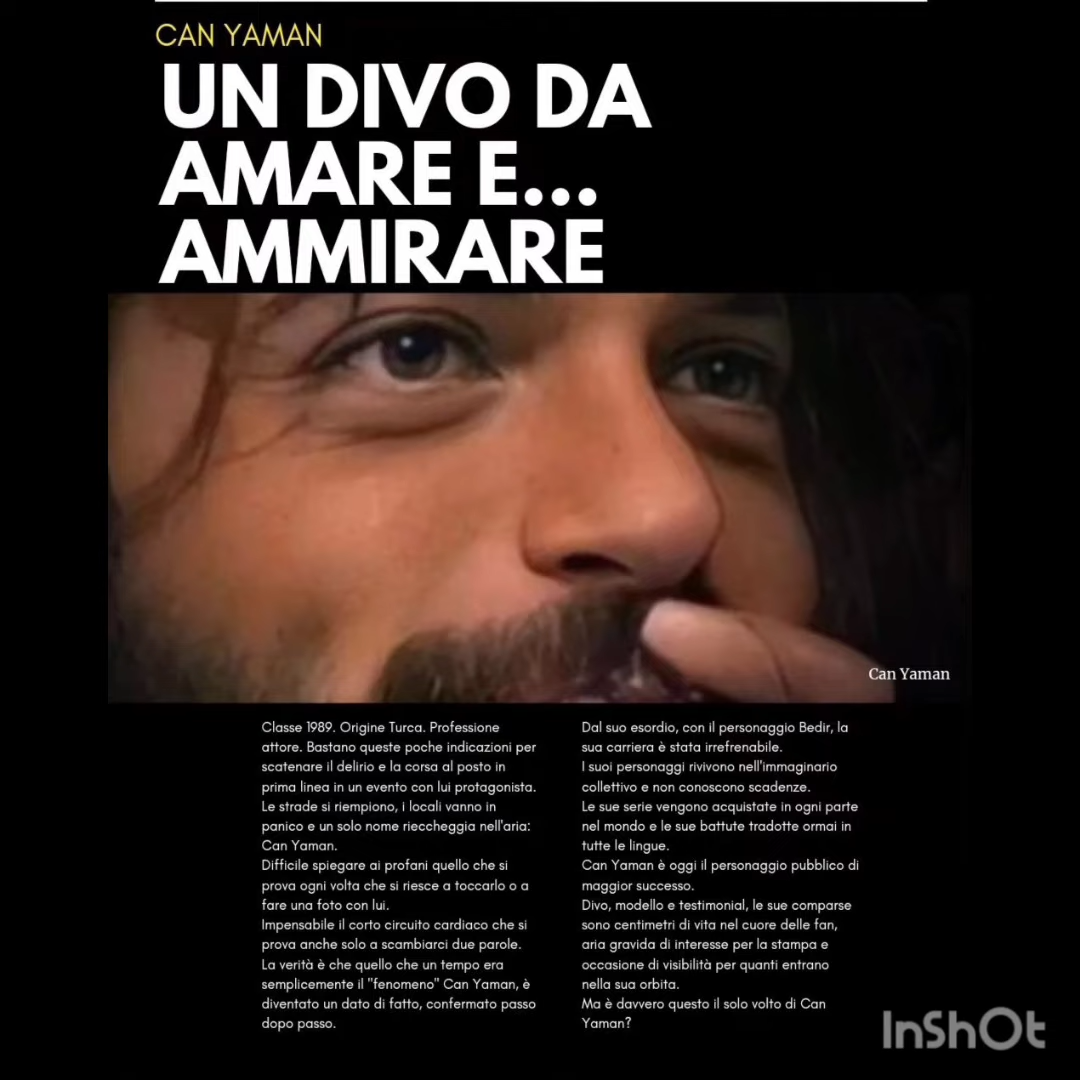 CAN YAMAN
UN DIVO DA
AMARE E...
AMMIRARE
Can Yaman
Classe 1989. Origine Turca. Professione
attore. Bastano queste poche indicazioni per
scatenare il delirio e la corsa al posto in
prima linea in un evento con lui protagonista.
Le strade si riempiono, i locali vanno in
panico e un solo nome rieccheggia nell'aria:
Can Yaman.
Difficile spiegare ai profani quello che si
prova ogni volta che si riesce a toccarlo o a
fare una foto con lui.
Impensabile il corto circuito cardiaco che si
prova anche solo a scambiarci due parole.
La verità è che quello che un tempo era
semplicemente il "fenomeno" Can Yaman, è
diventato un dato di fatto, confermato passo
dopo passo.
Dal suo esordio, con il personaggio Bedir, la
sua carriera è stata irrefrenabile.
I suoi personaggi rivivono nell'immaginario
collettivo e non conoscono scadenze.
Le sue serie vengono acquistate in ogni parte
nel mondo e le sue battute tradotte ormai in
tutte le lingue.
Can Yaman è oggi il personaggio pubblico di
maggior successo.
Divo, modello e testimonial, le sue comparse
sono centimetri di vita nel cuore delle fan,
aria gravida di interesse per la stampa e
occasione di visibilità per quanti entrano
nella sua orbita.
Ma è davvero questo il solo volto di Can
Yaman?
InShOt